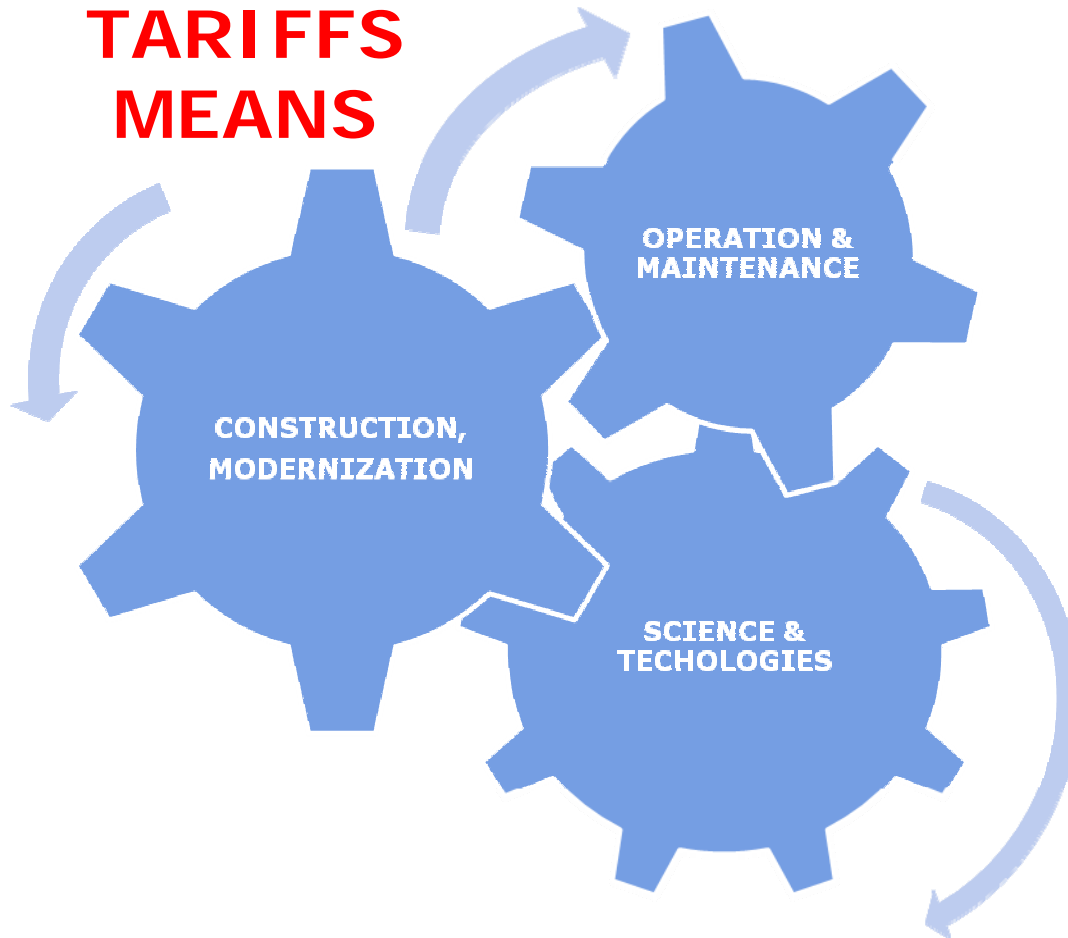 TARIFFS
MEANS
OPERATION &
MAINTENANCE
CONSTRUCTION,
MODERNIZATION
SCIENCE &
TECHOLOGIES